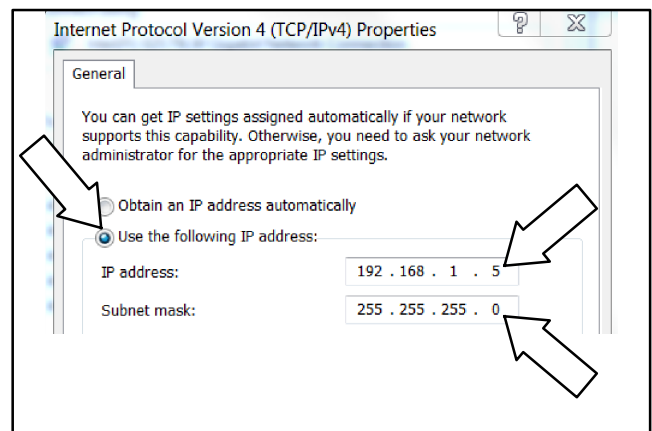 Internet Protocol Version 4 (TCP/IPv4) Properties
General
You can get IP settings assigned automatically if your network
supports this capability. Otherwise, you need to ask your network
administrator for the appropriate IP settings.
Obtain an IP address automatically
Use the following IP address:
IP address: 192 . 168 . 1 . 5
Subnet mask: 255 . 255 . 255 . 0